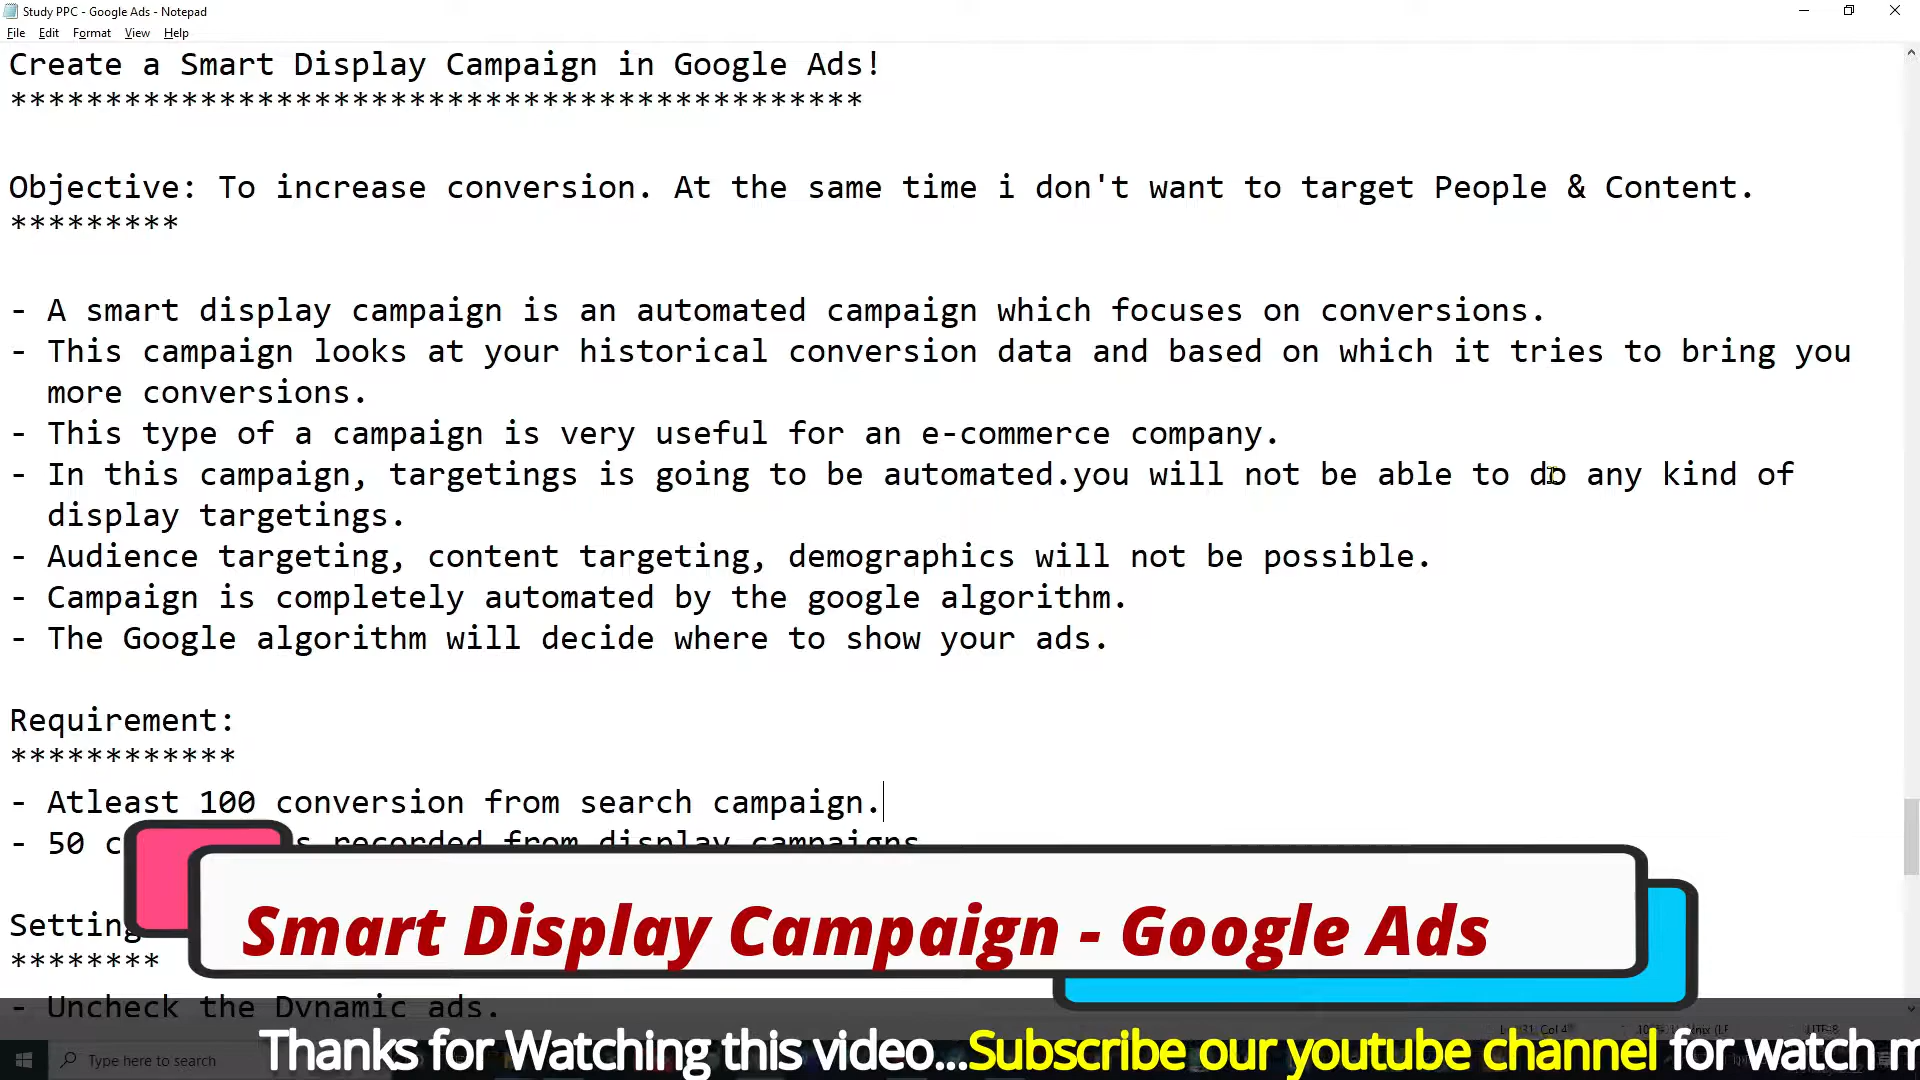 Study PPC - Google Ads - Notepad
File Edit Format View Help
Create a Smart Display Campaign in Google Ads!
*********************************************
Objective: To increase conversion. At the same time i don't want to target People & Content.
*********
- A smart display campaign is an automated campaign which focuses on conversions.
- This campaign looks at your historical conversion data and based on which it tries to bring you
more conversions.
- This type of a campaign is very useful for an e-commerce company.
- In this campaign, targetings is going to be automated.you will not be able to do any kind of
display targetings.
- Audience targeting, content targeting, demographics will not be possible.
- Campaign is completely automated by the google algorithm.
- The Google algorithm will decide where to show your ads.
Requirement:
************
- Atleast 100 conversion from search campaign.
- 50 c s recorded from display campaigns
Setting
********
Smart Display Campaign - Google Ads
- Uncheck the Dynamic ads.
Thanks for Watching this video...Subscribe our youtube channel for watch m
Type here to search